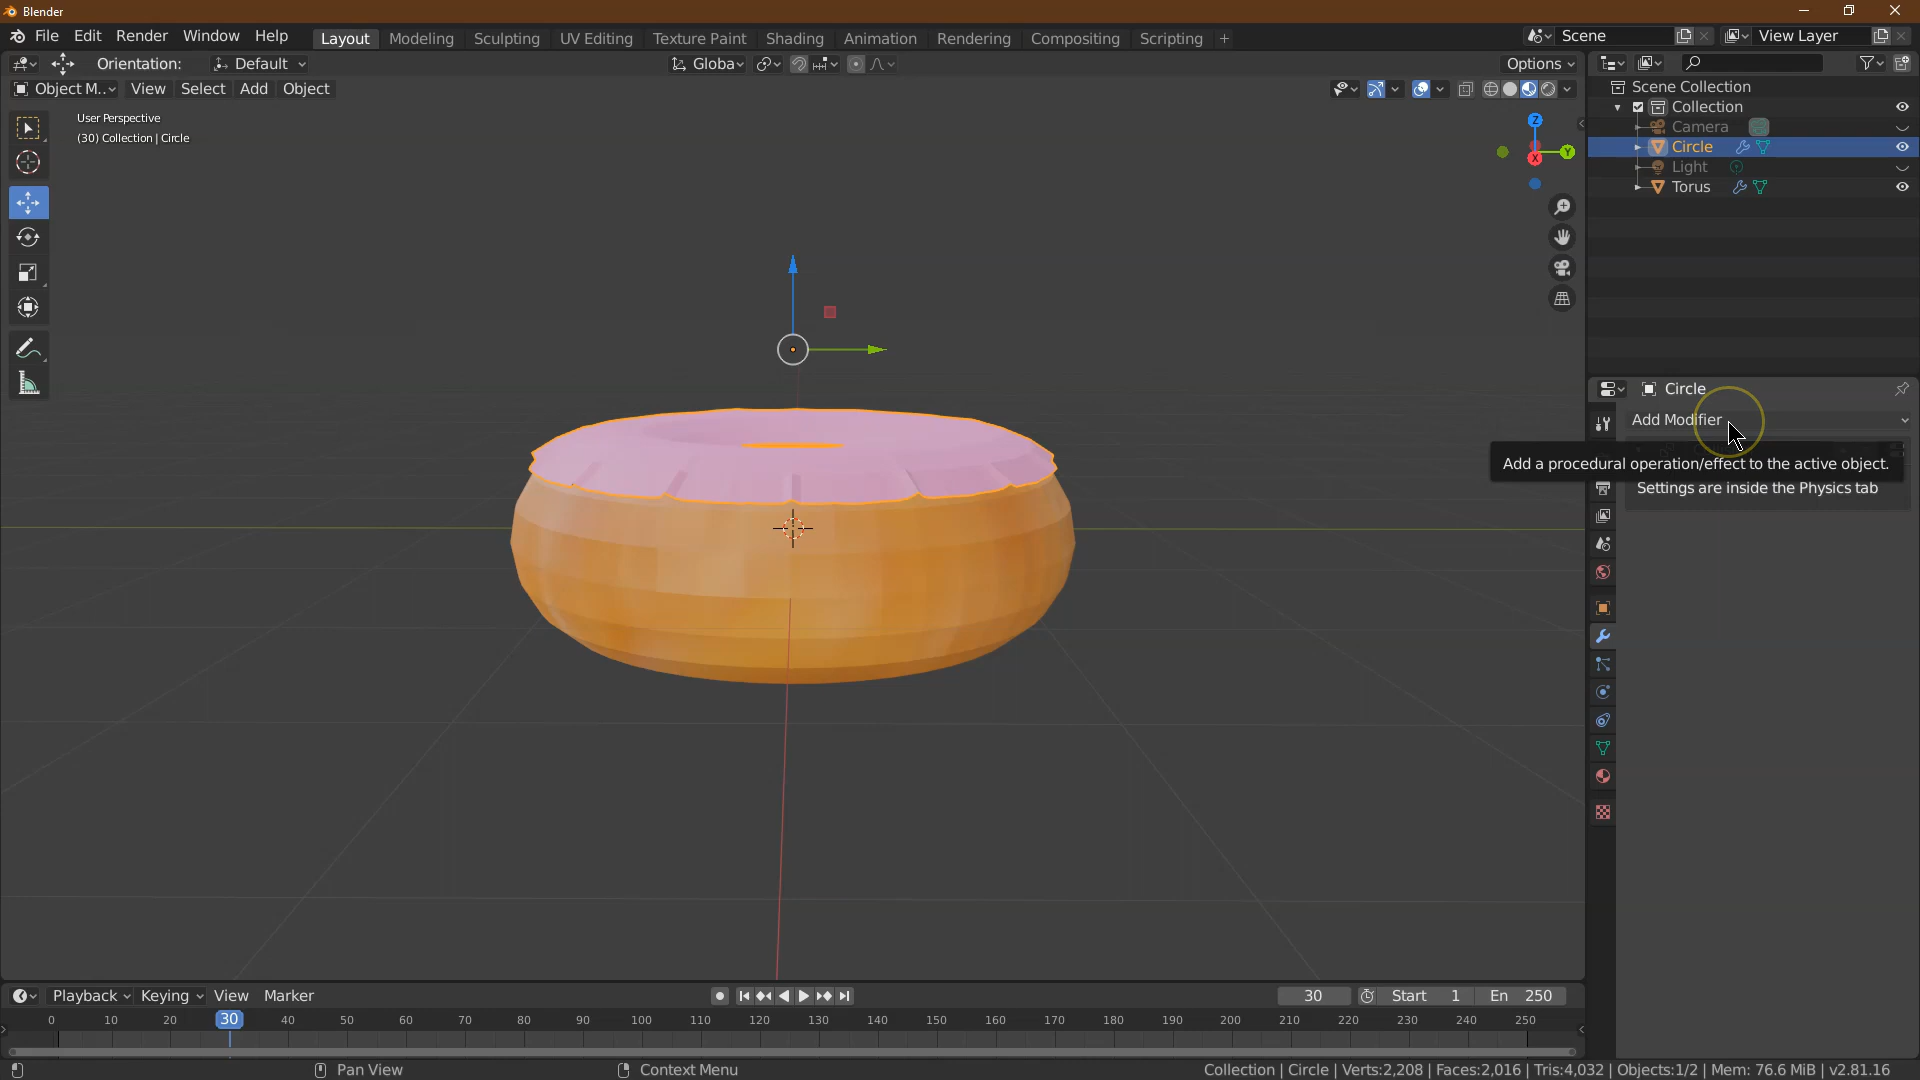 Blender
File Edit Render Window Help Layout Modeling Sculpting UV Editing Texture Paint Shading Animation Rendering Compositing Scripting + Scene View Layer
Orientation: Default Globa Options
Object M.. View Select Add Object
User Perspective
(30) Collection | Circle
Z
Y
X
Scene Collection
Collection
Camera
Circle
Light
Torus
Circle
Add Modifier
Add a procedural operation/effect to the active object.
Settings are inside the Physics tab
Playback Keying View Marker 30 Start 1 En 250
0 10 20 30 40 50 60 70 80 90 100 110 120 130 140 150 160 170 180 190 200 210 220 230 240 250
Pan View Context Menu Collection | Circle | Verts:2,208 | Faces:2,016 | Tris:4,032 | Objects:1/2 | Mem: 76.6 MiB | v2.81.16